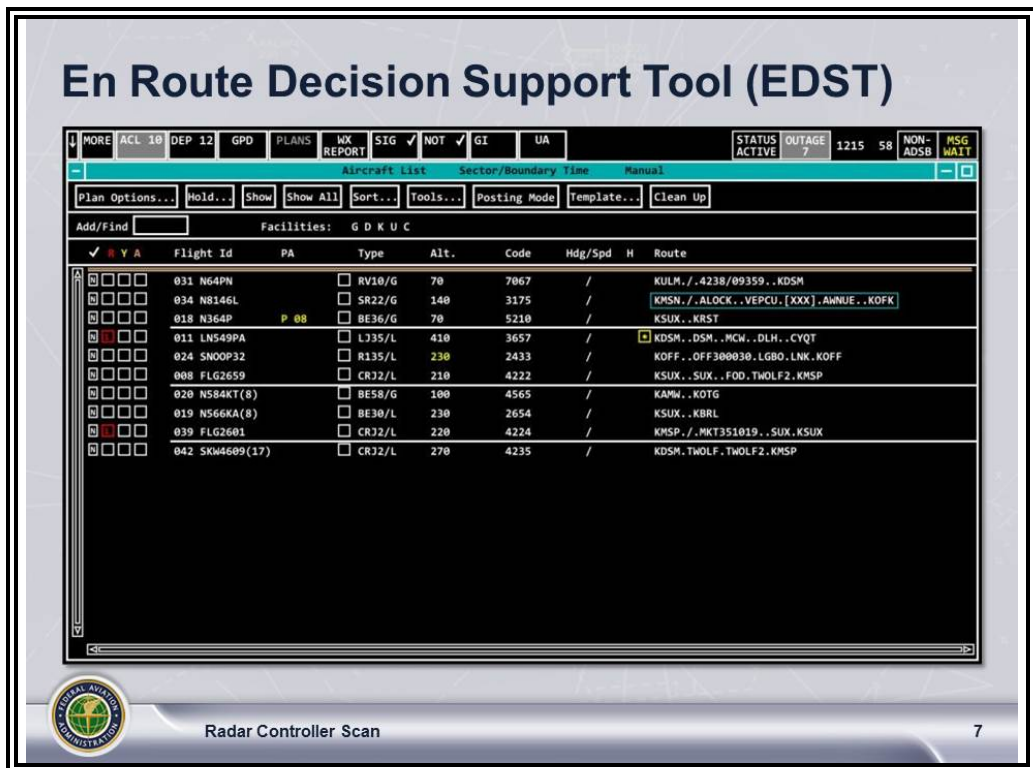 En Route Decision Support Tool (EDST)
MORE ACL 10 DEP 12 GPD PLANS WX REPORT SIG ✓ NOT ✓ GI UA STATUS ACTIVE OUTAGE 7 1215 58 NON-ADSB MSG WAIT
Aircraft List Sector/Boundary Time Manual
Plan Options... Hold... Show Show All Sort... Tools... Posting Mode Template... Clean Up
Add/Find Facilities: G D K U C
✓ R Y A Flight Id PA Type Alt. Code Hdg/Spd H Route
N 031 N64PN RV10/G 70 7067 / KULM./.4238/09359..KDSM
N 034 N8146L SR22/G 140 3175 / KMSN./.ALOCK..VEPCU.[XXX].AWNUE..KOFK
N 018 N364P P 08 BE36/G 70 5210 / KSUX..KRST
N 011 LN549PA LJ35/L 410 3657 / * KDSM..DSM..MCW..DLH..CYQT
N 024 SNOOP32 R135/L 230 2433 / KOFF..OFF300030.LGBO.LNK.KOFF
N 008 FLG2659 CRJ2/L 210 4222 / KSUX..SUX..FOD.TWOLF2.KMSP
N 020 N584KT(8) BE58/G 100 4565 / KAMW..KOTG
N 019 N566KA(8) BE30/L 230 2654 / KSUX..KBRL
N 039 FLG2601 CRJ2/L 220 4224 / KMSP./.MKT351019..SUX.KSUX
N 042 SKW4609(17) CRJ2/L 270 4235 / KDSM.TWOLF.TWOLF2.KMSP
FEDERAL AVIATION ADMINISTRATION
Radar Controller Scan 7